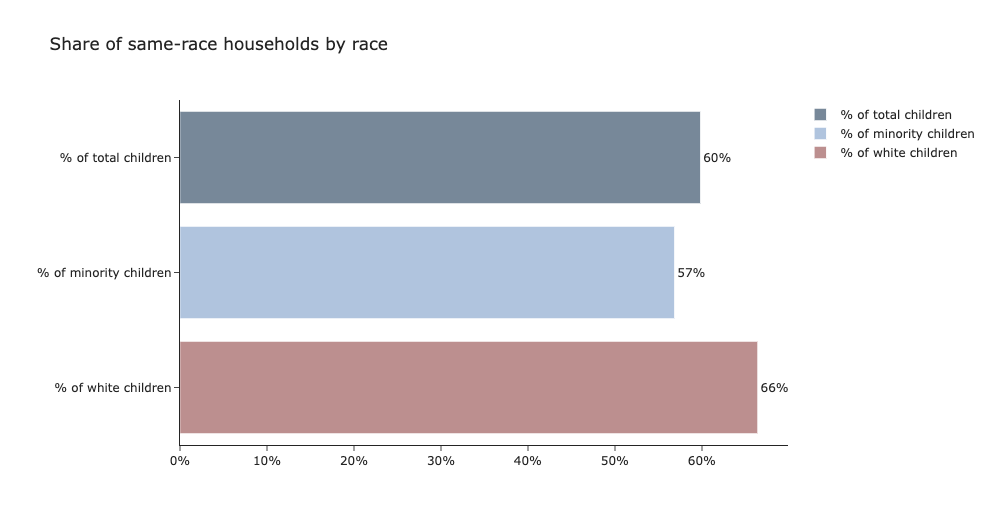 Share of same-race households by race
% of total children
% of minority children
% of white children
% of total children
60%
% of minority children
57%
% of white children
66%
0%
10%
20%
30%
40%
50%
60%